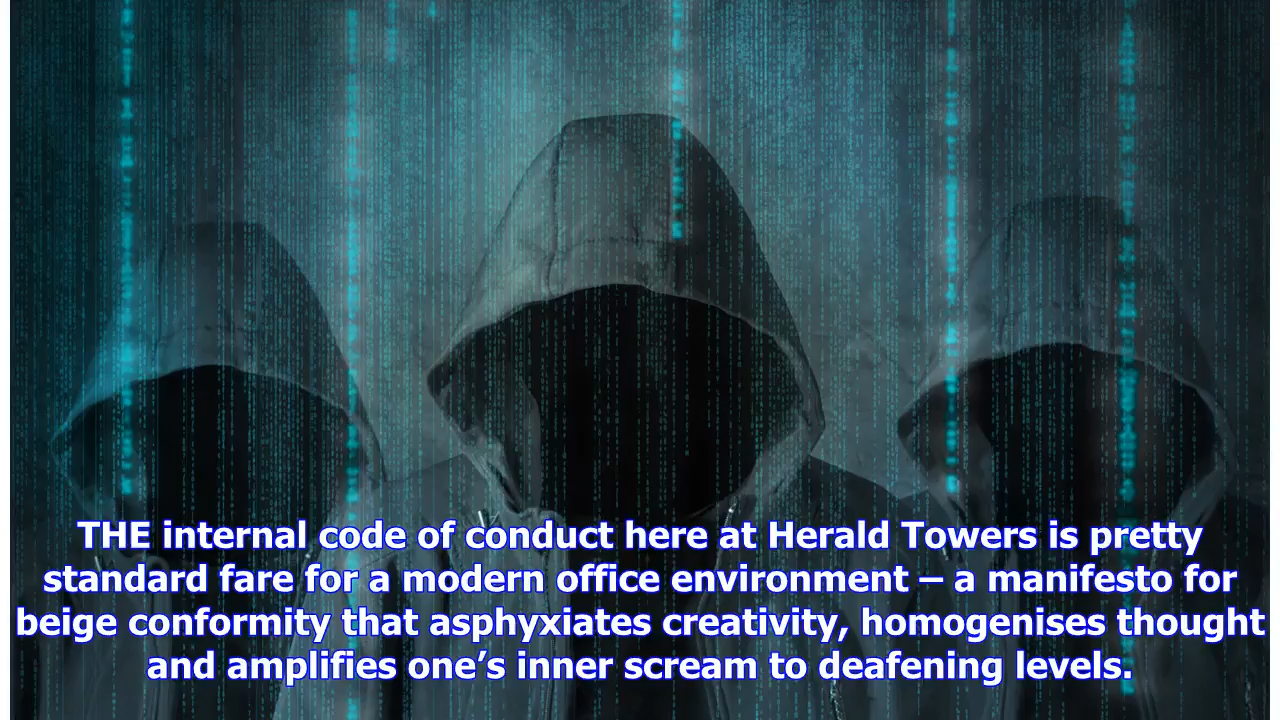 THE internal code of conduct here at Herald Towers is pretty
standard fare for a modern office environment – a manifesto for
beige conformity that asphyxiates creativity, homogenises thought
and amplifies one’s inner scream to deafening levels.